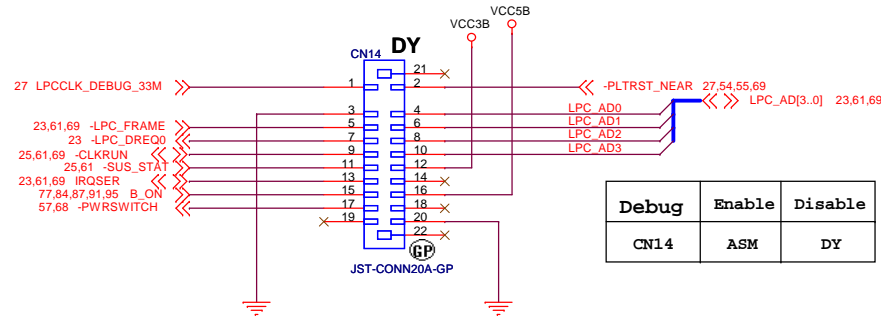 VCC5B
VCC3B
DY
CN14
21
27 LPCCLK_DEBUG_33M
1
2
-PLTRST_NEAR 27,54,55,69
3
4
LPC_AD0
LPC_AD[3..0] 23,61,69
23,61,69 -LPC_FRAME
5
6
LPC_AD1
23 -LPC_DREQ0
7
8
LPC_AD2
25,61,69 -CLKRUN
9
10
LPC_AD3
25,61 -SUS_STAT
11
12
23,61,69 IRQSER
13
14
77,84,87,91,95 B_ON
15
16
57,68 -PWRSWITCH
17
18
19
20
22
GP
JST-CONN20A-GP
Debug Enable Disable
CN14 ASM DY